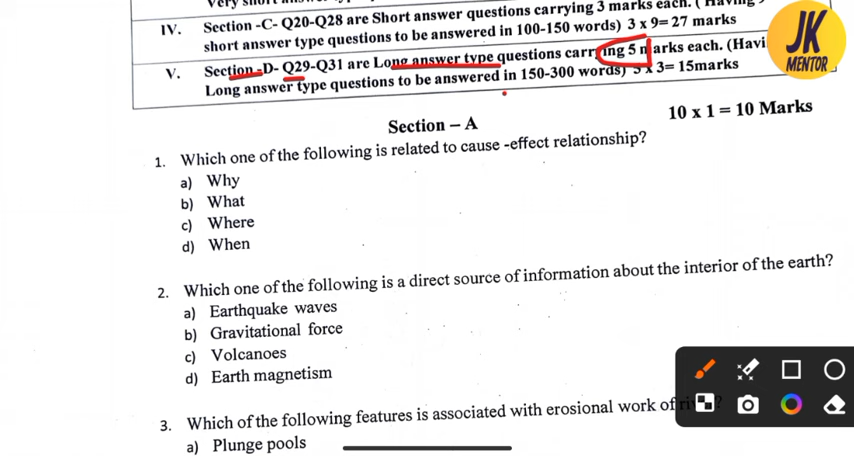 IV. Section -C- Q20-Q28 are Short answer questions carrying 3 marks each. (
short answer type questions to be answered in 100-150 words) 3 x 9= 27 marks
V. Section -D- Q29-Q31 are Long answer type questions carrying 5 marks each. (Havi
Long answer type questions to be answered in 150-300 words) 5 x 3= 15marks
JK
MENTOR
Section – A
10 x 1 = 10 Marks
1. Which one of the following is related to cause -effect relationship?
a) Why
b) What
c) Where
d) When
2. Which one of the following is a direct source of information about the interior of the earth?
a) Earthquake waves
b) Gravitational force
c) Volcanoes
d) Earth magnetism
3. Which of the following features is associated with erosional work of
a) Plunge pools